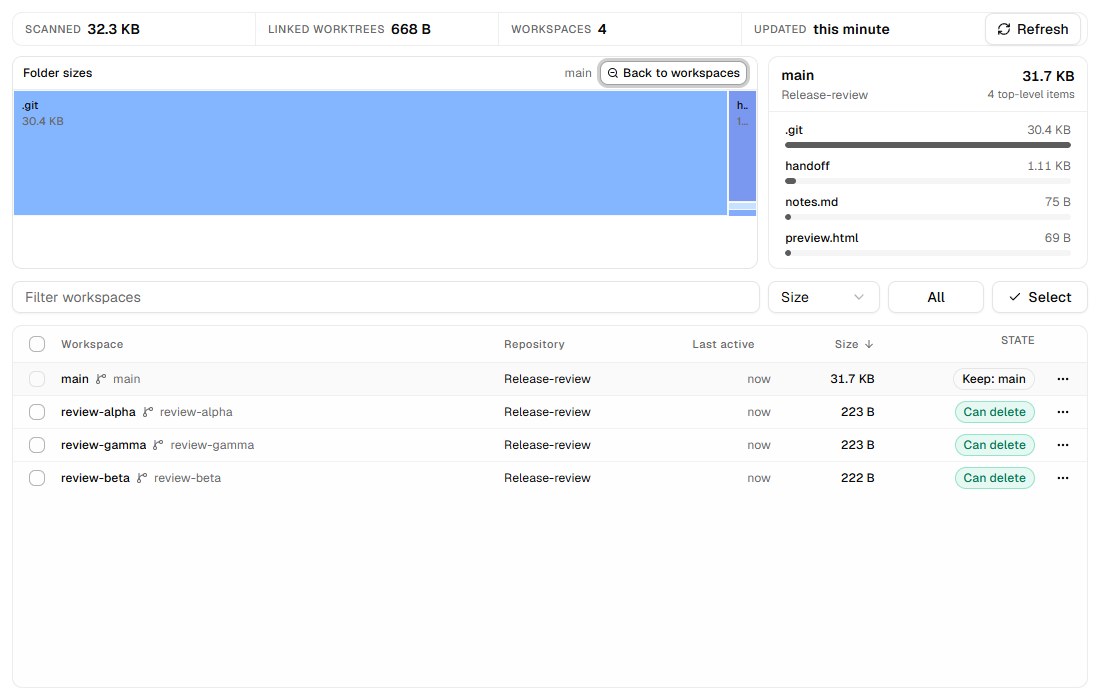 SCANNED 32.3 KB LINKED WORKTREES 668 B WORKSPACES 4 UPDATED this minute Refresh
Folder sizes main Back to workspaces
.git h..
30.4 KB 1...
main 31.7 KB
Release-review 4 top-level items
.git 30.4 KB
handoff 1.11 KB
notes.md 75 B
preview.html 69 B
Filter workspaces Size All Select
Workspace Repository Last active Size ↓ STATE
main main Release-review now 31.7 KB Keep: main ...
review-alpha review-alpha Release-review now 223 B Can delete ...
review-gamma review-gamma Release-review now 223 B Can delete ...
review-beta review-beta Release-review now 222 B Can delete ...